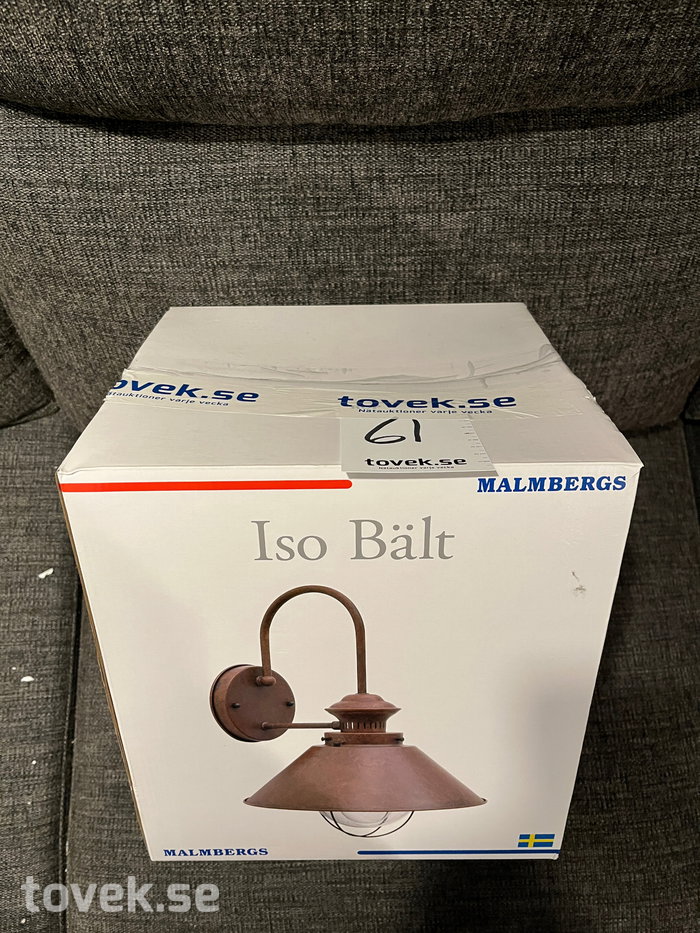 ovek.se
Nätauktioner varje vecka
tovek.se
Nätauktioner varje vecka
61
tovek.se
Nätauktioner varje vecka
MALMBERGS
Iso Bält
MALMBERGS
tovek.se